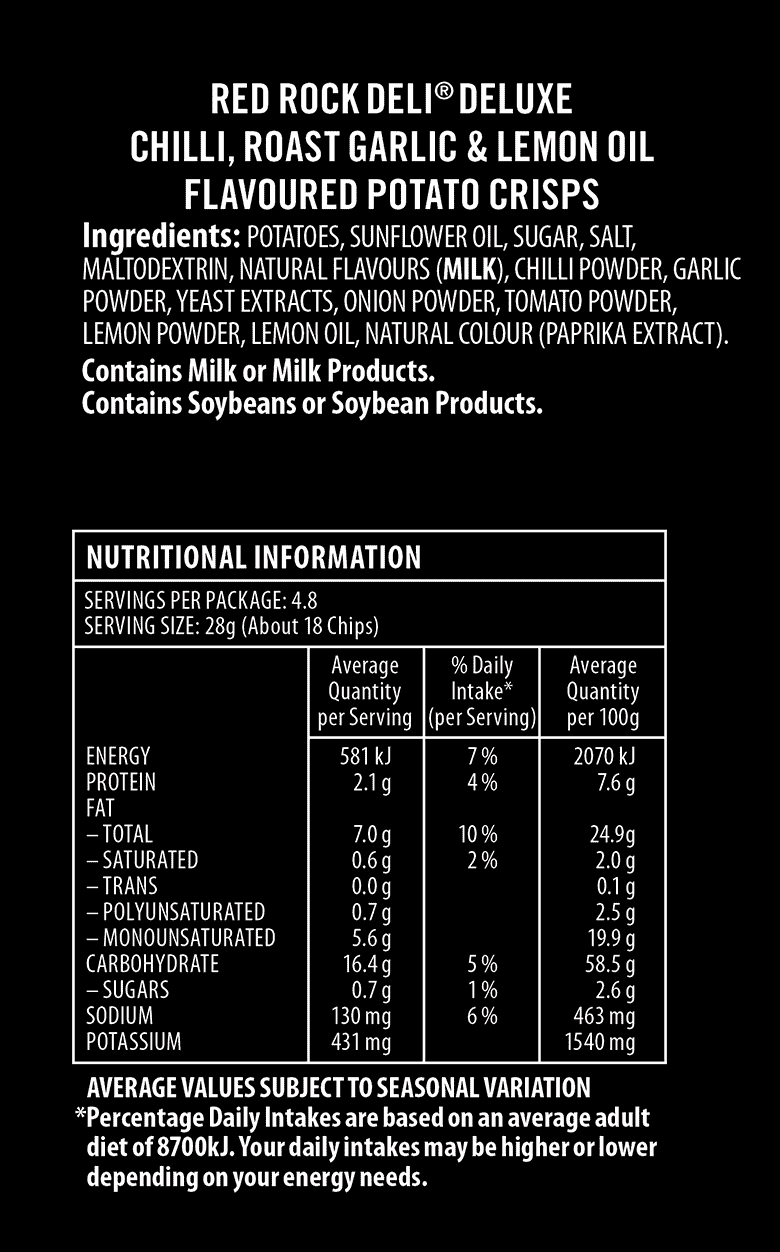 RED ROCK DELI® DELUXE
CHILLI, ROAST GARLIC & LEMON OIL
FLAVOURED POTATO CRISPS
Ingredients: POTATOES, SUNFLOWER OIL, SUGAR, SALT,
MALTODEXTRIN, NATURAL FLAVOURS (MILK), CHILLI POWDER, GARLIC
POWDER, YEAST EXTRACTS, ONION POWDER, TOMATO POWDER,
LEMON POWDER, LEMON OIL, NATURAL COLOUR (PAPRIKA EXTRACT).
Contains Milk or Milk Products.
Contains Soybeans or Soybean Products.
NUTRITIONAL INFORMATION
SERVINGS PER PACKAGE: 4.8
SERVING SIZE: 28g (About 18 Chips)
Average % Daily Average
Quantity Intake* Quantity
per Serving (per Serving) per 100g
ENERGY 581 kJ 7 % 2070 kJ
PROTEIN 2.1 g 4 % 7.6 g
FAT
– TOTAL 7.0 g 10 % 24.9g
– SATURATED 0.6 g 2 % 2.0 g
– TRANS 0.0 g 0.1 g
– POLYUNSATURATED 0.7 g 2.5 g
– MONOUNSATURATED 5.6 g 19.9 g
CARBOHYDRATE 16.4 g 5 % 58.5 g
– SUGARS 0.7 g 1 % 2.6 g
SODIUM 130 mg 6 % 463 mg
POTASSIUM 431 mg 1540 mg
AVERAGE VALUES SUBJECT TO SEASONAL VARIATION
*Percentage Daily Intakes are based on an average adult
diet of 8700kJ. Your daily intakes may be higher or lower
depending on your energy needs.